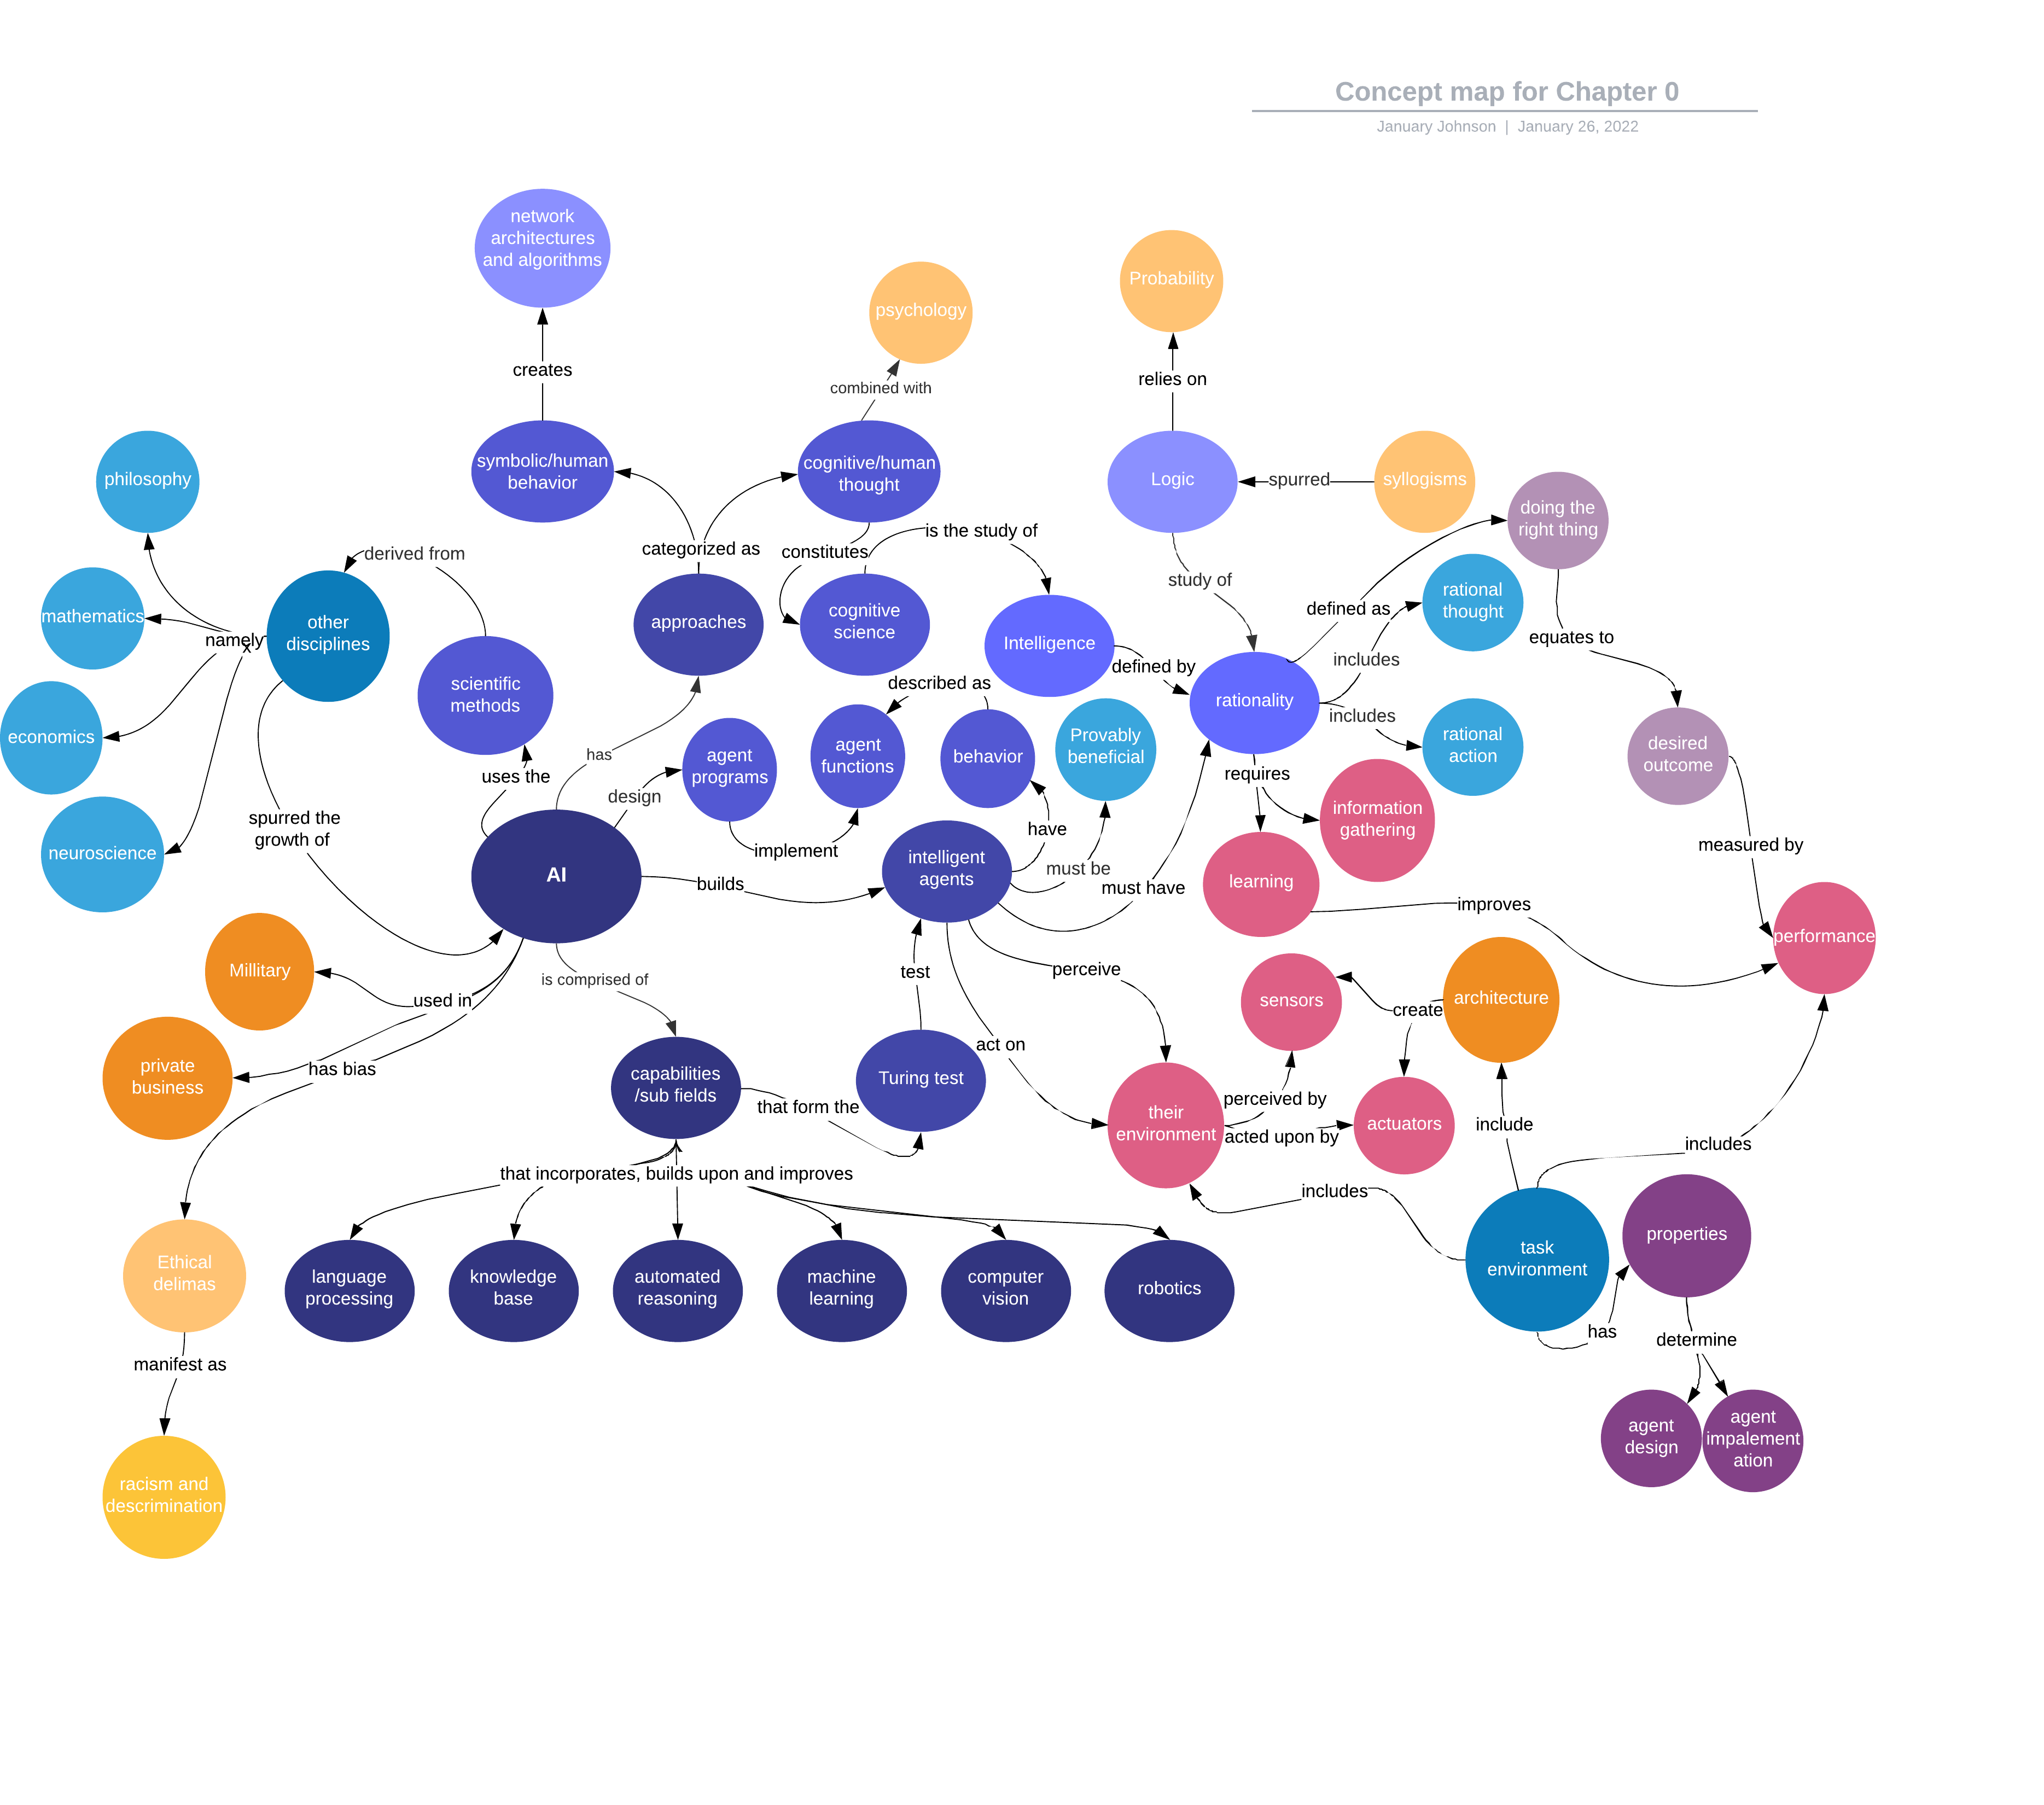 Concept map for Chapter 0
January Johnson | January 26, 2022
network
architectures
and algorithms
creates
symbolic/human
behavior
psychology
combined with
cognitive/human
thought
categorized as
constitutes
is the study of
approaches
cognitive
science
Intelligence
defined by
Probability
relies on
Logic
spurred
syllogisms
study of
doing the
right thing
defined as
rational
thought
includes
includes
rational
action
rationality
equates to
desired
outcome
measured by
requires
information
gathering
learning
improves
performance
philosophy
mathematics
namely
x
economics
neuroscience
other
disciplines
derived from
scientific
methods
spurred the
growth of
uses the
has
design
agent
programs
implement
agent
functions
described as
behavior
Provably
beneficial
have
must be
must have
AI
builds
intelligent
agents
Millitary
used in
private
business
has bias
Ethical
delimas
manifest as
racism and
descrimination
is comprised of
capabilities
/sub fields
that form the
Turing test
test
that incorporates, builds upon and improves
language
processing
knowledge
base
automated
reasoning
machine
learning
computer
vision
robotics
perceive
act on
their
environment
sensors
create
architecture
perceived by
acted upon by
actuators
include
includes
includes
task
environment
has
properties
determine
agent
design
agent
impalement
ation